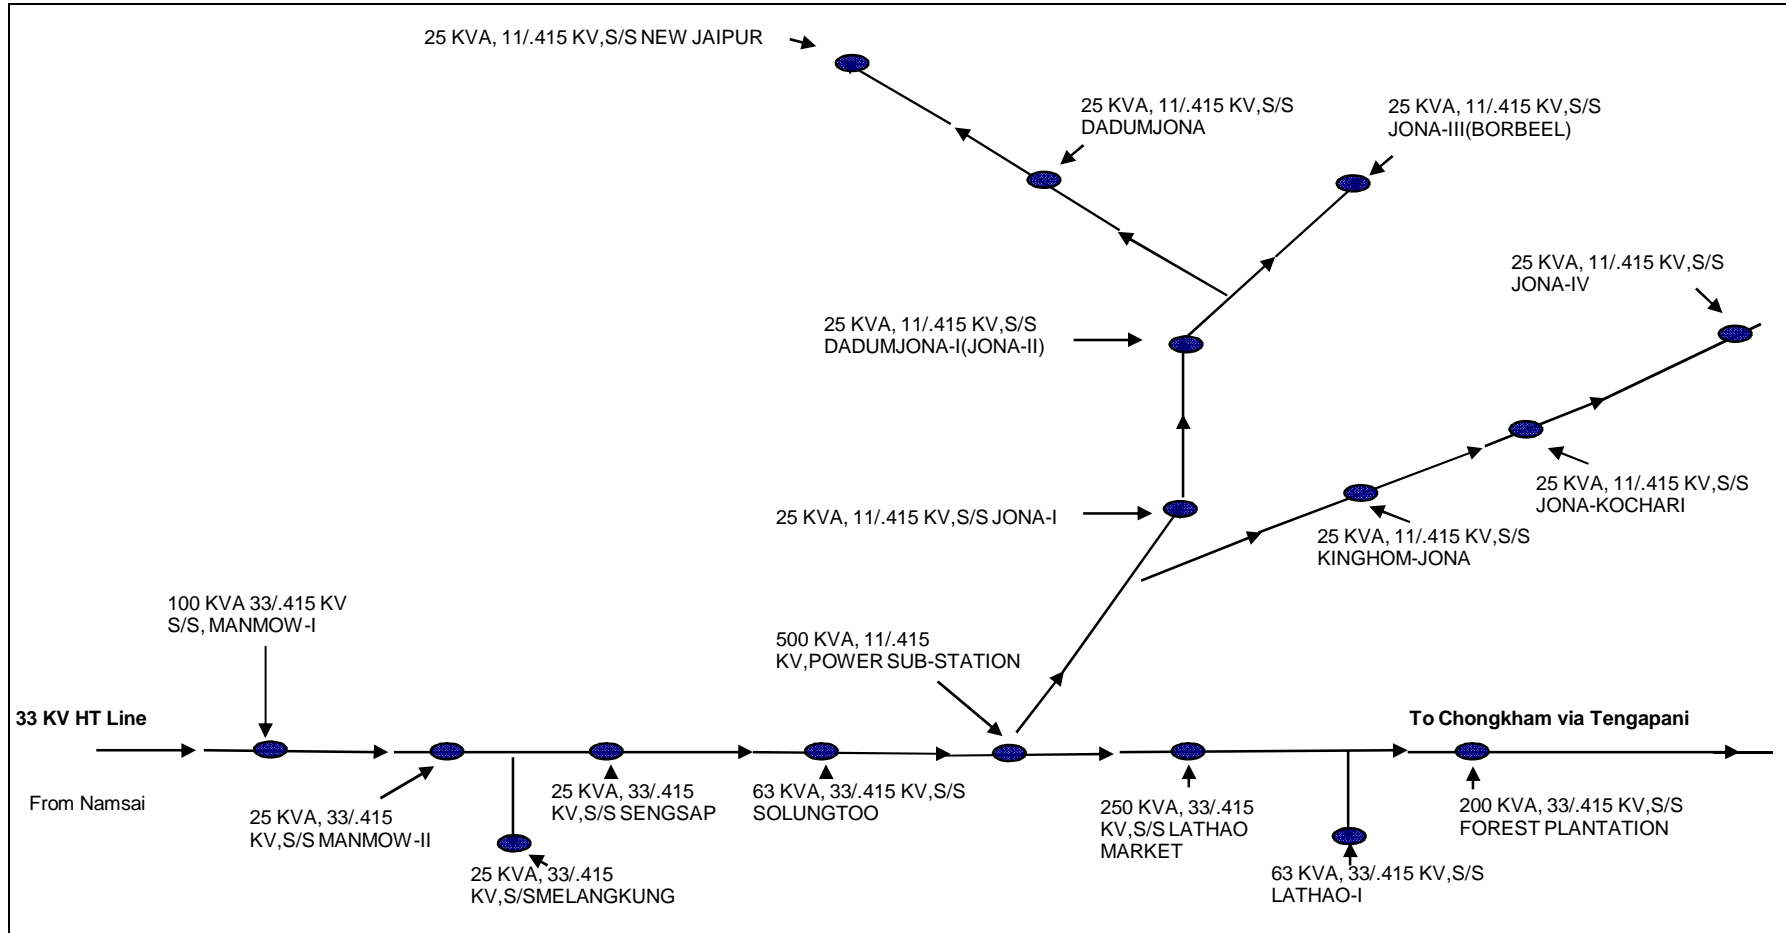 25 KVA, 11/.415 KV,S/S NEW JAIPUR
25 KVA, 11/.415 KV,S/S
DADUMJONA
25 KVA, 11/.415 KV,S/S
JONA-III(BORBEEL)
25 KVA, 11/.415 KV,S/S
JONA-IV
25 KVA, 11/.415 KV,S/S
DADUMJONA-I(JONA-II)
25 KVA, 11/.415 KV,S/S
JONA-KOCHARI
25 KVA, 11/.415 KV,S/S JONA-I
25 KVA, 11/.415 KV,S/S
KINGHOM-JONA
100 KVA 33/.415 KV
S/S, MANMOW-I
500 KVA, 11/.415
KV,POWER SUB-STATION
33 KV HT Line
To Chongkham via Tengapani
From Namsai
25 KVA, 33/.415
KV,S/S MANMOW-II
25 KVA, 33/.415
KV,S/S SENGSAP
63 KVA, 33/.415 KV,S/S
SOLUNGTOO
250 KVA, 33/.415
KV,S/S LATHAO
MARKET
200 KVA, 33/.415 KV,S/S
FOREST PLANTATION
25 KVA, 33/.415
KV,S/SMELANGKUNG
63 KVA, 33/.415 KV,S/S
LATHAO-I